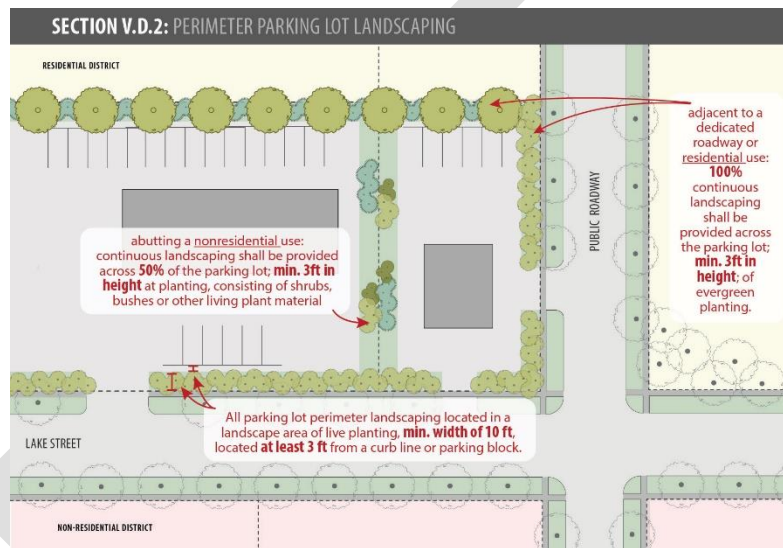 SECTION V.D.2: PERIMETER PARKING LOT LANDSCAPING
RESIDENTIAL DISTRICT
adjacent to a
dedicated
roadway or
residential use:
100%
continuous
landscaping
shall be
provided across
the parking lot;
min. 3ft in
height; of
evergreen
planting.
PUBLIC ROADWAY
abutting a nonresidential use:
continuous landscaping shall be provided
across 50% of the parking lot; min. 3ft in
height at planting, consisting of shrubs,
bushes or other living plant material
All parking lot perimeter landscaping located in a
landscape area of live planting, min. width of 10 ft,
located at least 3 ft from a curb line or parking block.
LAKE STREET
NON-RESIDENTIAL DISTRICT